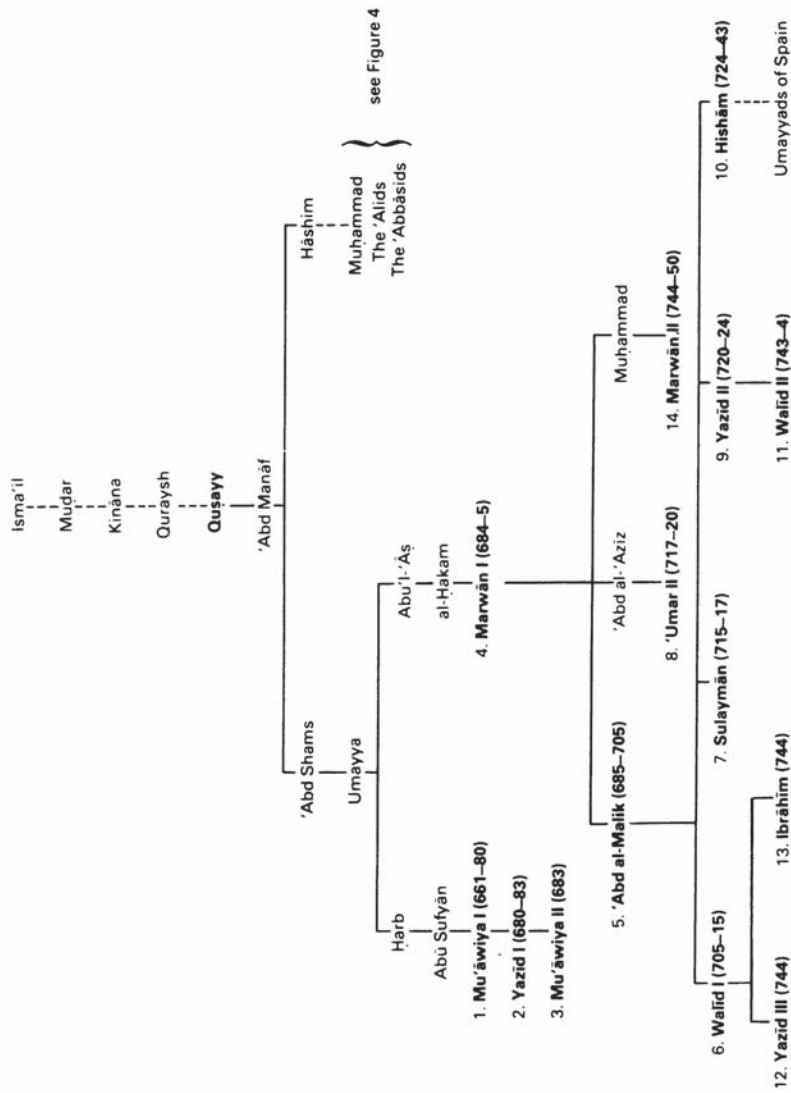 Isma'il
Muḍar
Kināna
Quraysh
Quṣayy
'Abd Manāf
'Abd Shams
Hāshim
Umayya
Muḥammad
The 'Alids
The 'Abbāsids
see Figure 4
Ḥarb
Abu'l-'Āṣ
Abū Sufyān
al-Ḥakam
1. Mu'āwiya I (661–80)
4. Marwān I (684–5)
2. Yazīd I (680–83)
3. Mu'āwiya II (683)
5. 'Abd al-Malik (685–705)
'Abd al-'Azīz
Muḥammad
8. 'Umar II (717–20)
14. Marwān II (744–50)
6. Walīd I (705–15)
7. Sulaymān (715–17)
9. Yazīd II (720–24)
10. Hishām (724–43)
12. Yazīd III (744)
13. Ibrāhīm (744)
11. Walīd II (743–4)
Umayyads of Spain